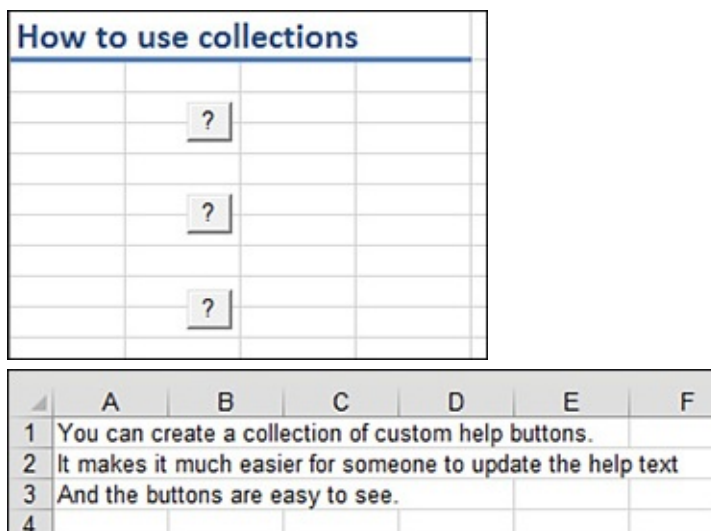 How to use collections
?
?
?
A B C D E F
1 You can create a collection of custom help buttons.
2 It makes it much easier for someone to update the help text
3 And the buttons are easy to see.
4